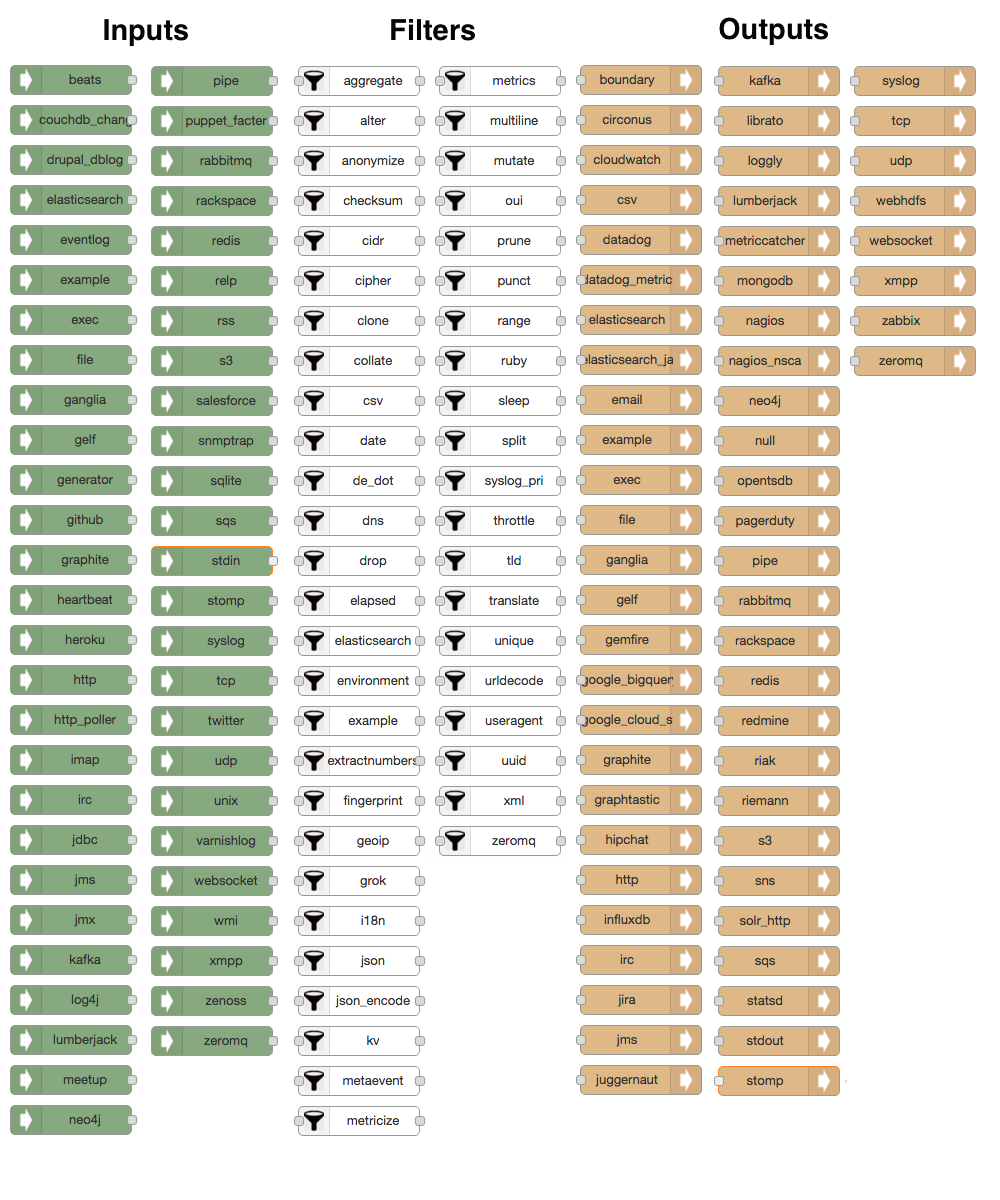 Inputs
beats
couchdb_chang
drupal_dblog
elasticsearch
eventlog
example
exec
file
ganglia
gelf
generator
github
graphite
heartbeat
heroku
http
http_poller
imap
irc
jdbc
jms
jmx
kafka
log4j
lumberjack
meetup
neo4j
pipe
puppet_facter
rabbitmq
rackspace
redis
relp
rss
s3
salesforce
snmptrap
sqlite
sqs
stdin
stomp
syslog
tcp
twitter
udp
unix
varnishlog
websocket
wmi
xmpp
zenoss
zeromq
Filters
aggregate
alter
anonymize
checksum
cidr
cipher
clone
collate
csv
date
de_dot
dns
drop
elapsed
elasticsearch
environment
example
extractnumbers
fingerprint
geoip
grok
i18n
json
json_encode
kv
metaevent
metricize
metrics
multiline
mutate
oui
prune
punct
range
ruby
sleep
split
syslog_pri
throttle
tld
translate
unique
urldecode
useragent
uuid
xml
zeromq
Outputs
boundary
circonus
cloudwatch
csv
datadog
datadog_metric
elasticsearch
elasticsearch_ja
email
example
exec
file
ganglia
gelf
gemfire
google_bigquer
google_cloud_s
graphite
graphtastic
hipchat
http
influxdb
irc
jira
jms
juggernaut
kafka
librato
loggly
lumberjack
metriccatcher
mongodb
nagios
nagios_nsca
neo4j
null
opentsdb
pagerduty
pipe
rabbitmq
rackspace
redis
redmine
riak
riemann
s3
sns
solr_http
sqs
statsd
stdout
stomp
syslog
tcp
udp
webhdfs
websocket
xmpp
zabbix
zeromq